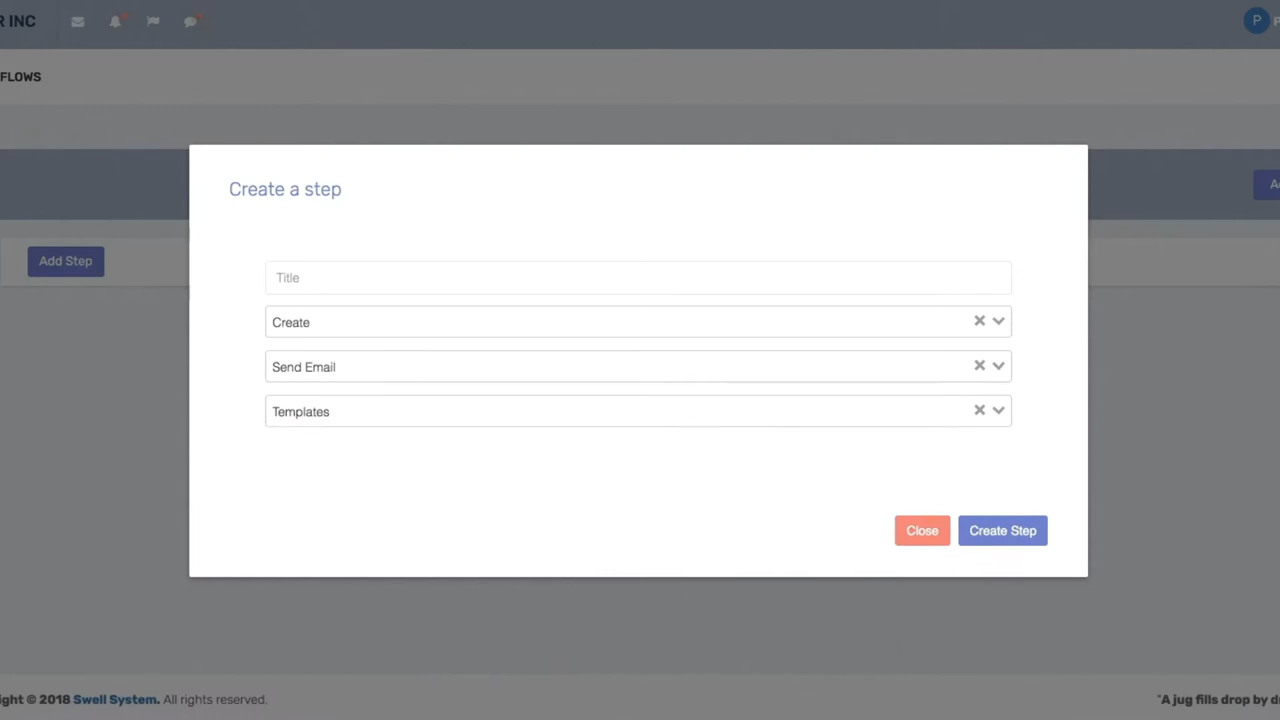 R INC
P
FLOWS
Create a step
Add Step
Title
Create
Send Email
Templates
Close
Create Step
ght © 2018 Swell System. All rights reserved.
"A jug fills drop by d